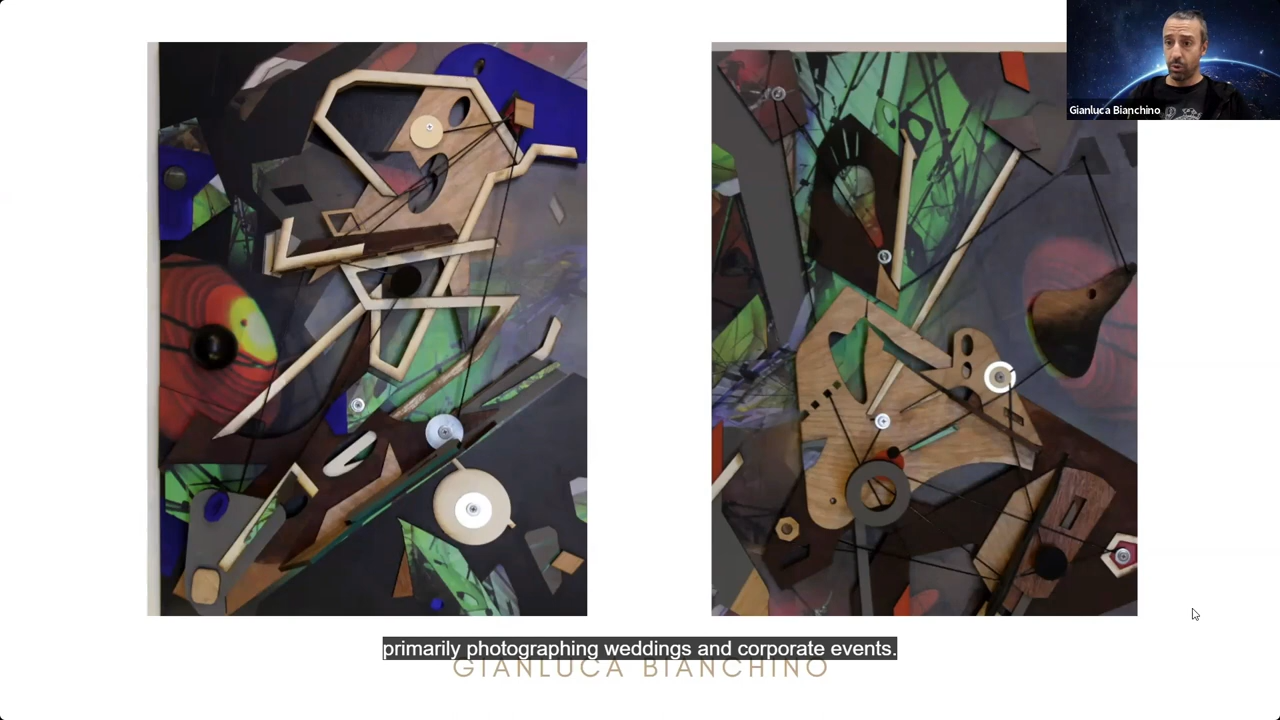 Gianluca Bianchino
primarily photographing weddings and corporate events.
GIANLUCA BIANCHINO